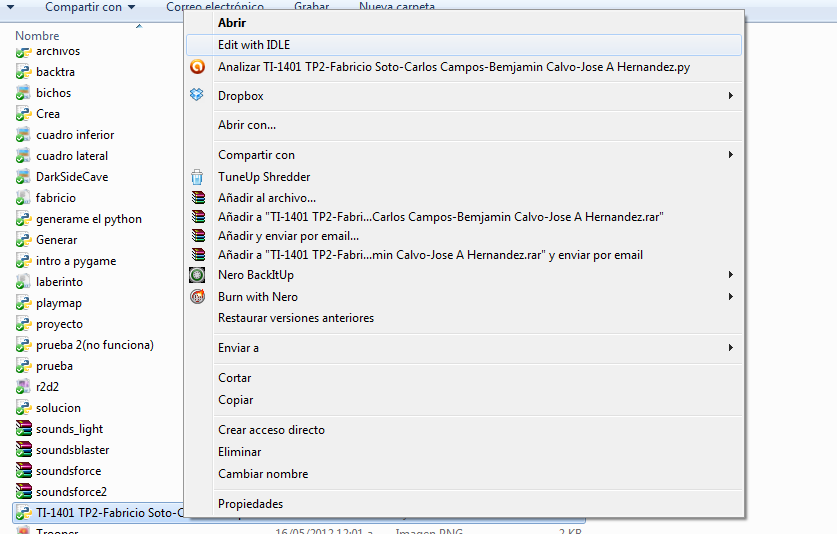 Compartir con
Correo electrónico
Grabar
Nueva carpeta
Nombre
archivos
backtra
bichos
Crea
cuadro inferior
cuadro lateral
DarkSideCave
fabricio
generame el python
Generar
intro a pygame
laberinto
playmap
proyecto
prueba 2(no funciona)
prueba
r2d2
solucion
sounds_light
soundsblaster
soundsforce
soundsforce2
TI-1401 TP2-Fabricio Soto-C
Trooper
16/05/2012 12:01 a
Imagen PNG
2 KB
Abrir
Edit with IDLE
Analizar TI-1401 TP2-Fabricio Soto-Carlos Campos-Bemjamin Calvo-Jose A Hernandez.py
Dropbox
Abrir con...
Compartir con
TuneUp Shredder
Añadir al archivo...
Añadir a "TI-1401 TP2-Fabri...Carlos Campos-Bemjamin Calvo-Jose A Hernandez.rar"
Añadir y enviar por email...
Añadir a "TI-1401 TP2-Fabri...min Calvo-Jose A Hernandez.rar" y enviar por email
Nero BackItUp
Burn with Nero
Restaurar versiones anteriores
Enviar a
Cortar
Copiar
Crear acceso directo
Eliminar
Cambiar nombre
Propiedades